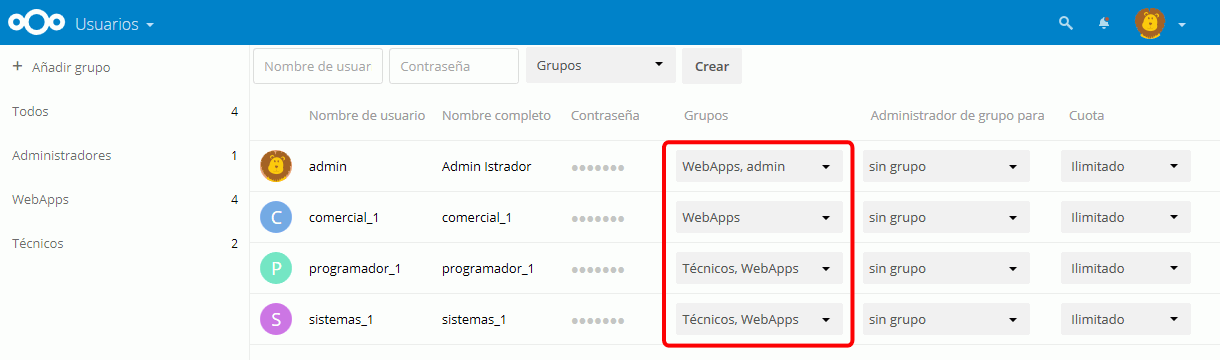 Usuarios
+ Añadir grupo
Todos 4
Administradores 1
WebApps 4
Técnicos 2
Nombre de usuar Contraseña Grupos Crear
Nombre de usuario Nombre completo Contraseña Grupos Administrador de grupo para Cuota
admin Admin Istrador ●●●●●●● WebApps, admin sin grupo Ilimitado
C comercial_1 comercial_1 ●●●●●●● WebApps sin grupo Ilimitado
P programador_1 programador_1 ●●●●●●● Técnicos, WebApps sin grupo Ilimitado
S sistemas_1 sistemas_1 ●●●●●●● Técnicos, WebApps sin grupo Ilimitado